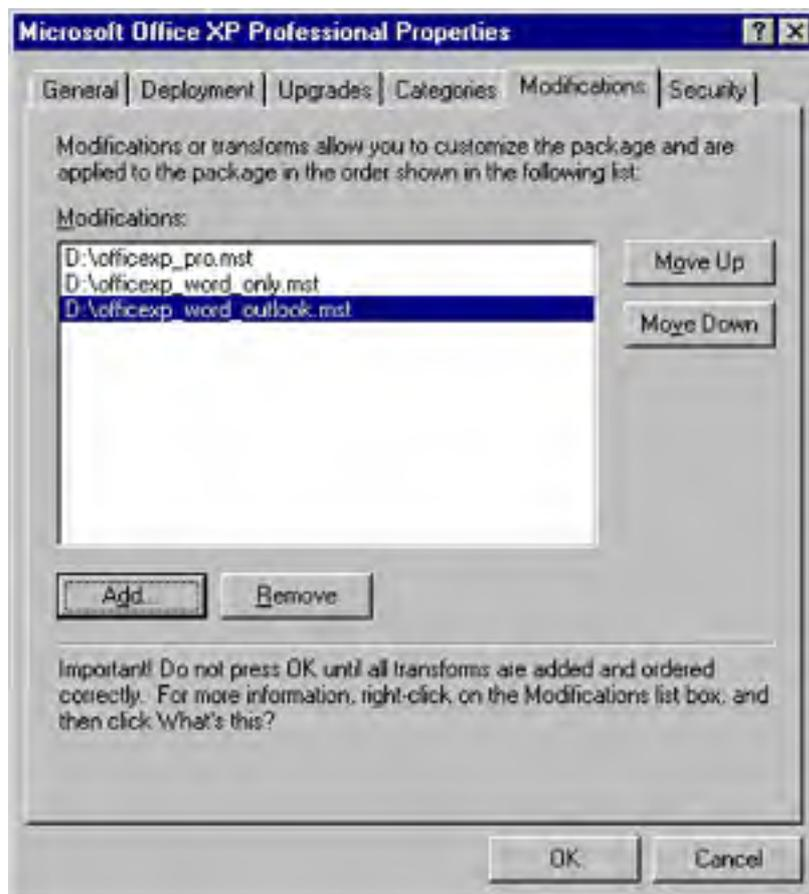 Microsoft Office XP Professional Properties
General Deployment Upgrades Categories Modifications Security
Modifications or transforms allow you to customize the package and are
applied to the package in the order shown in the following list:
Modifications:
D:\officexp_pro.mst
D:\officexp_word_only.mst
D:\officexp_word_outlook.mst
Move Up
Move Down
Add...
Remove
Important! Do not press OK until all transforms are added and ordered
correctly. For more information, right-click on the Modifications list box, and
then click What's this?
OK
Cancel